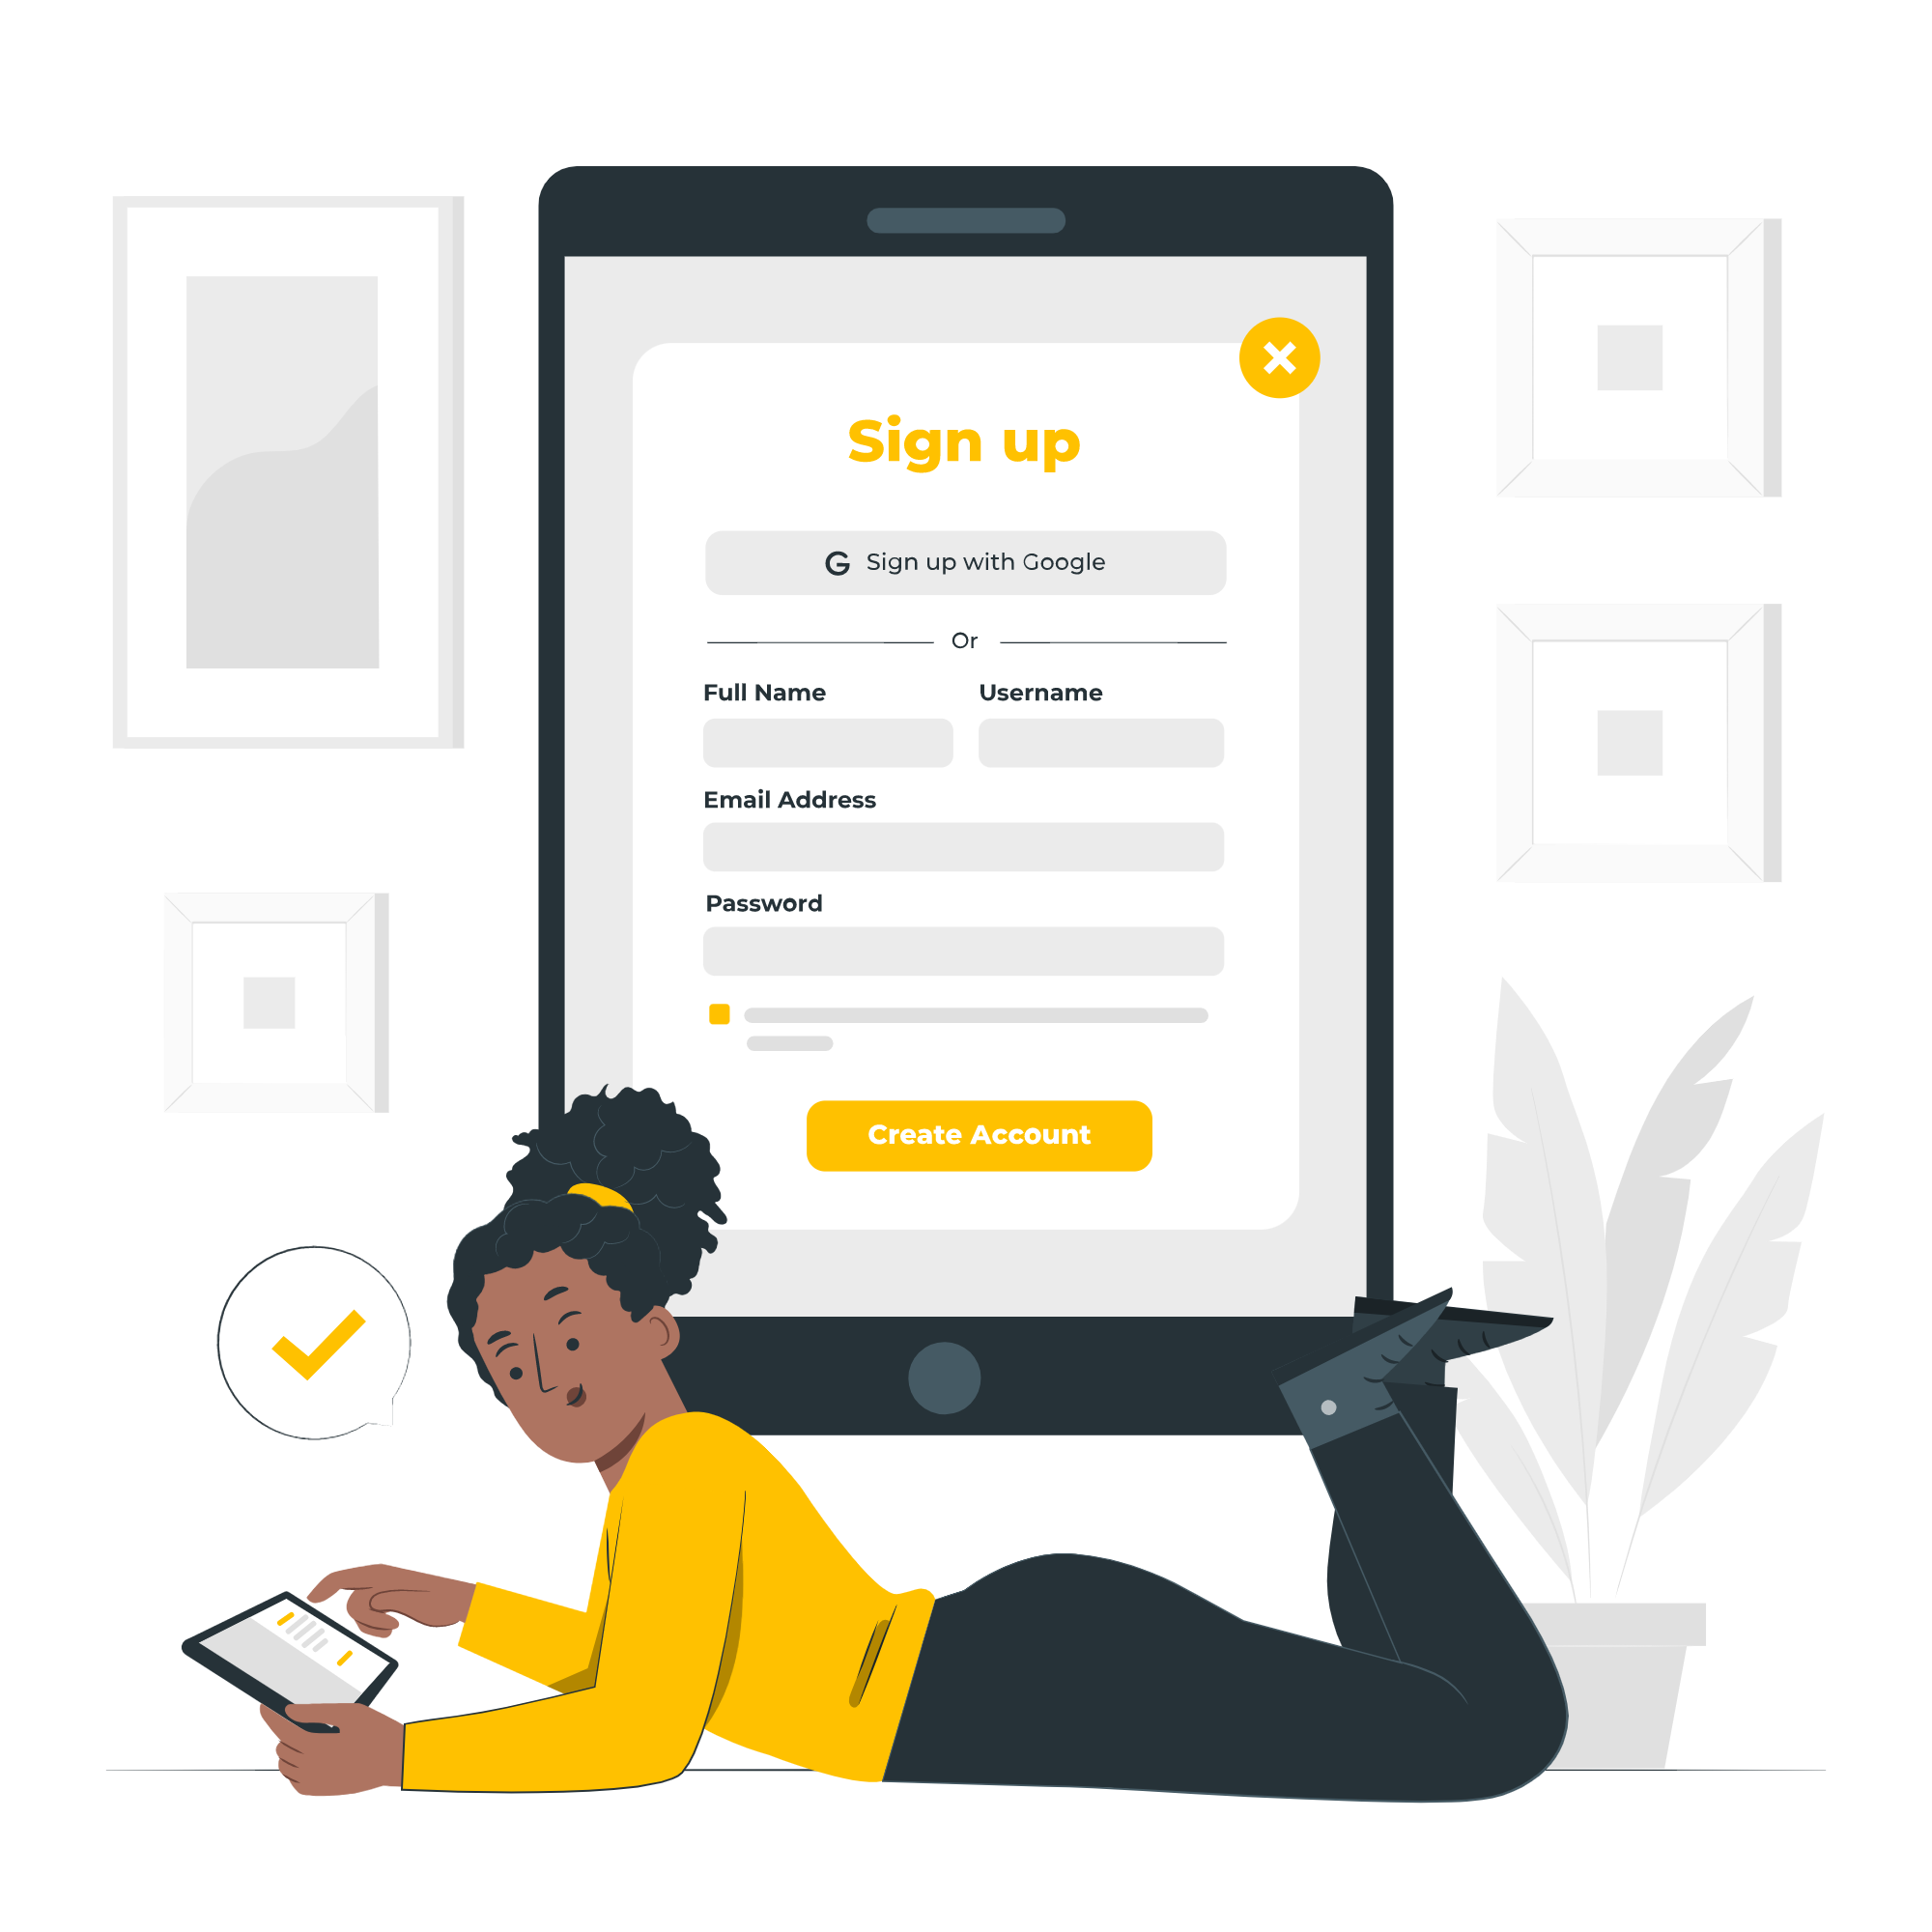 Sign up
G Sign up with Google
Or
Full Name Username
Email Address
Password
Create Account